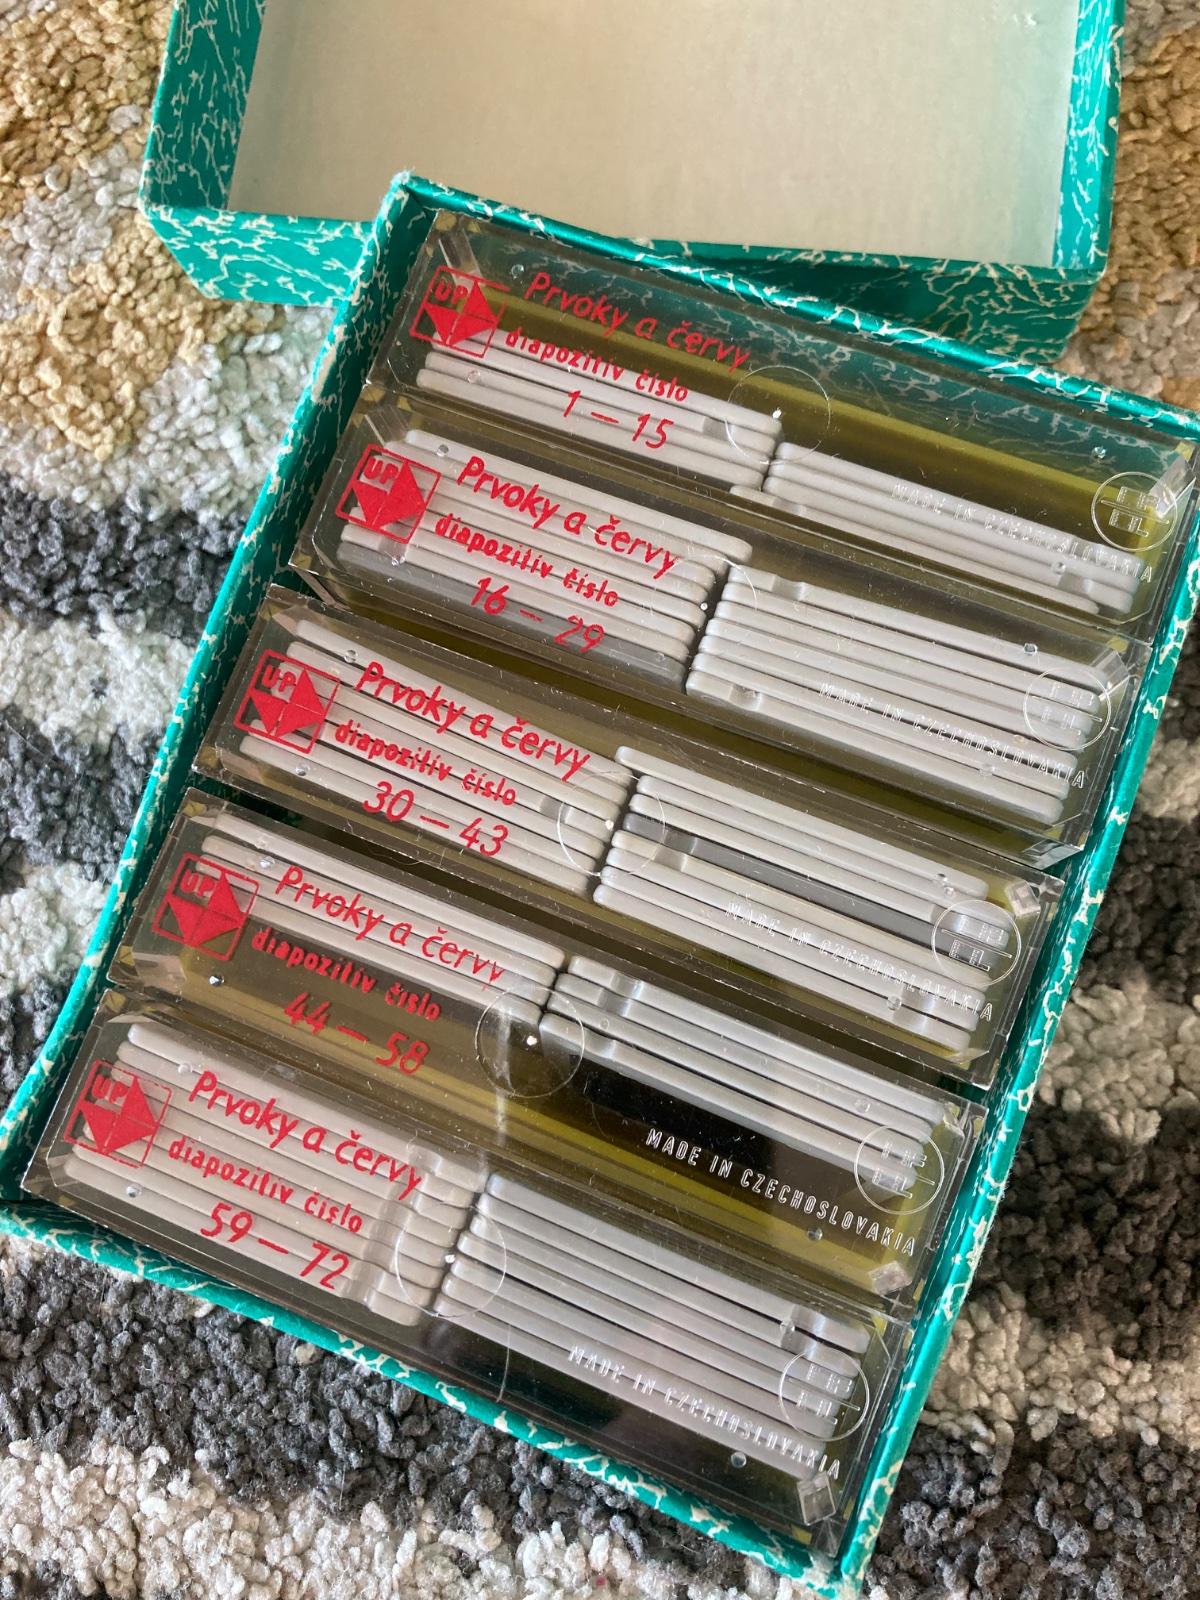 UP
Prvoky a červy
diapozitiv číslo
1 — 15
MADE IN CZECHOSLOVAKIA
UP
Prvoky a červy
diapozitiv číslo
16 — 29
MADE IN CZECHOSLOVAKIA
UP
Prvoky a červy
diapozitiv číslo
30 — 43
MADE IN CZECHOSLOVAKIA
UP
Prvoky a červy
diapozitiv číslo
44 — 58
MADE IN CZECHOSLOVAKIA
UP
Prvoky a červy
diapozitiv číslo
59 — 72
MADE IN CZECHOSLOVAKIA